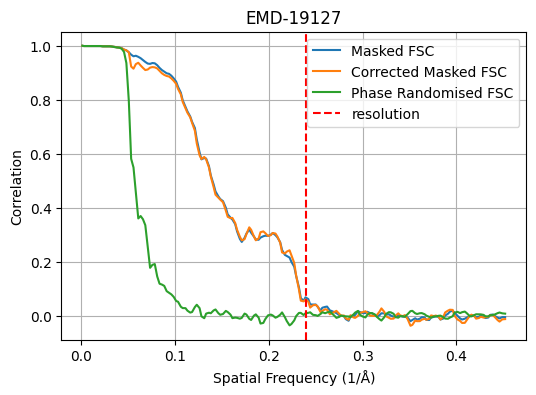 EMD-19127
1.0
0.8
0.6
0.4
0.2
0.0
Correlation
Masked FSC
Corrected Masked FSC
Phase Randomised FSC
resolution
0.0 0.1 0.2 0.3 0.4
Spatial Frequency (1/Å)